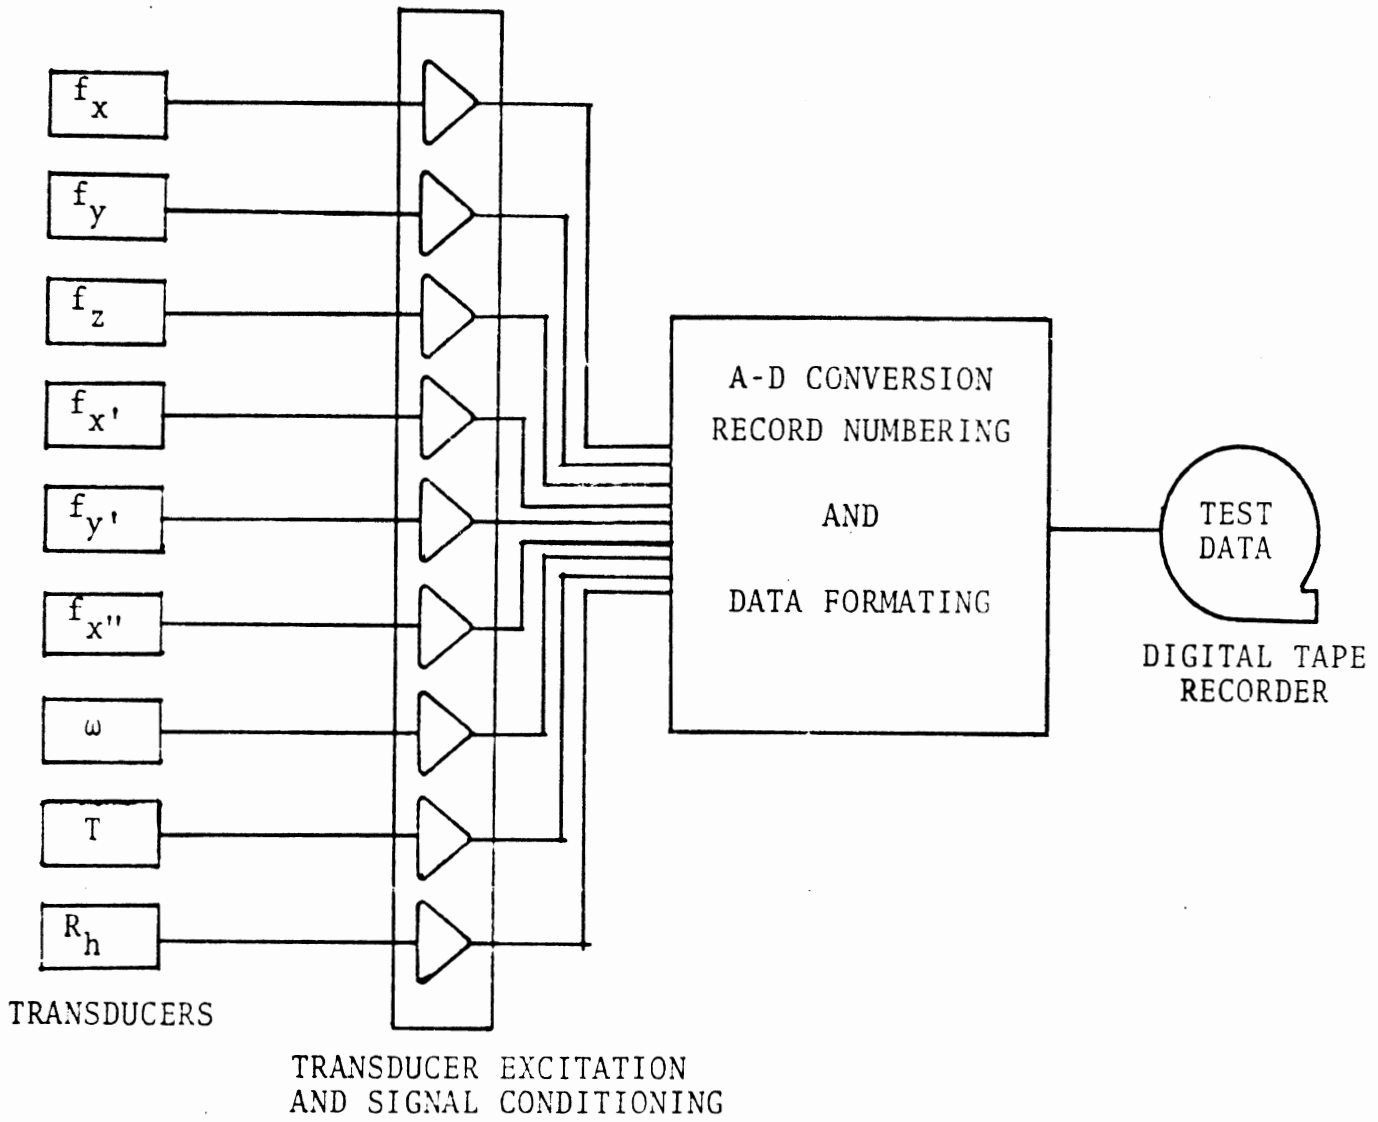 f_x
f_y
f_z
f_x'
f_y'
f_x"
ω
T
R_h
TRANSDUCERS
TRANSDUCER EXCITATION
AND SIGNAL CONDITIONING
A-D CONVERSION
RECORD NUMBERING
AND
DATA FORMATING
TEST
DATA
DIGITAL TAPE
RECORDER